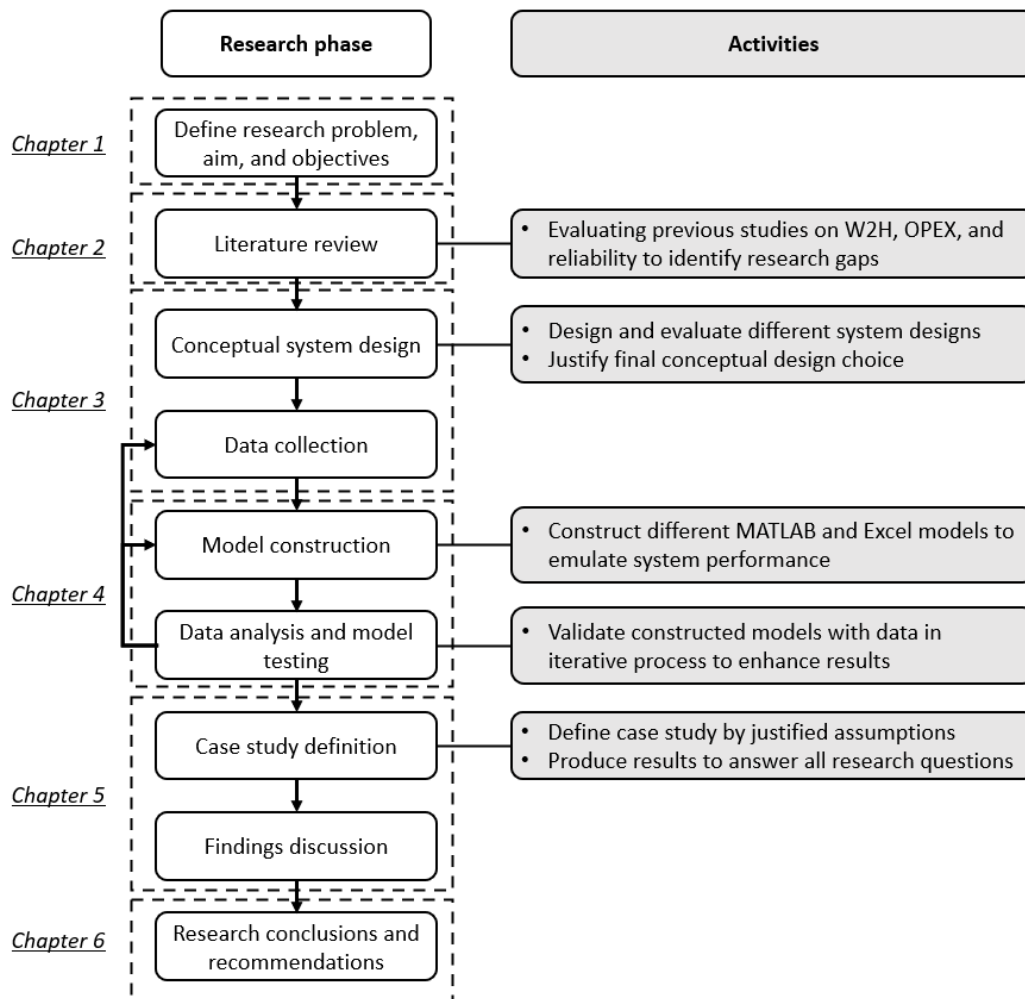 Research phase
Activities
Chapter 1
Define research problem,
aim, and objectives
Chapter 2
Literature review
• Evaluating previous studies on W2H, OPEX, and
reliability to identify research gaps
Chapter 3
Conceptual system design
• Design and evaluate different system designs
• Justify final conceptual design choice
Data collection
Chapter 4
Model construction
• Construct different MATLAB and Excel models to
emulate system performance
Data analysis and model
testing
• Validate constructed models with data in
iterative process to enhance results
Chapter 5
Case study definition
• Define case study by justified assumptions
• Produce results to answer all research questions
Findings discussion
Chapter 6
Research conclusions and
recommendations